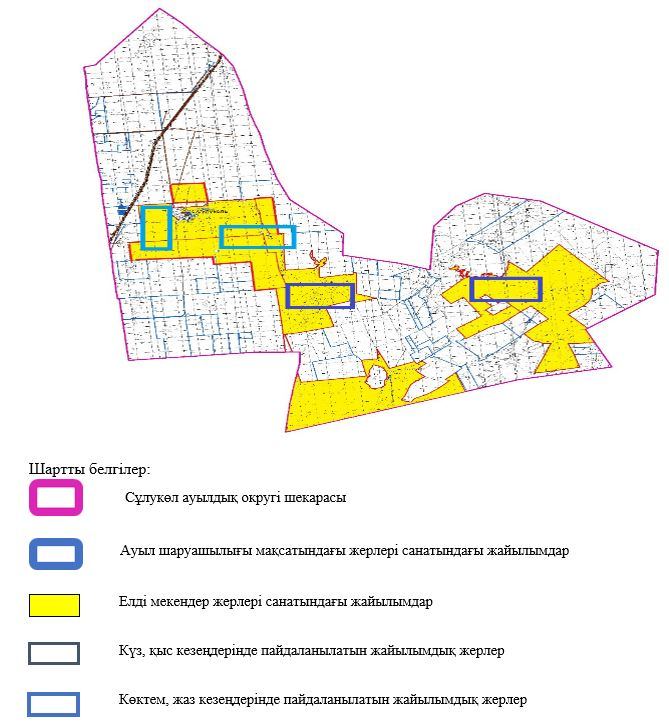 Шартты белгілер:
Сұлукөл ауылдық округі шекарасы
Ауыл шаруашылығы мақсатындағы жерлері санатындағы жайылымдар
Елді мекендер жерлері санатындағы жайылымдар
Күз, қыс кезеңдерінде пайдаланылатын жайылымдық жерлер
Көктем, жаз кезеңдерінде пайдаланылатын жайылымдық жерлер